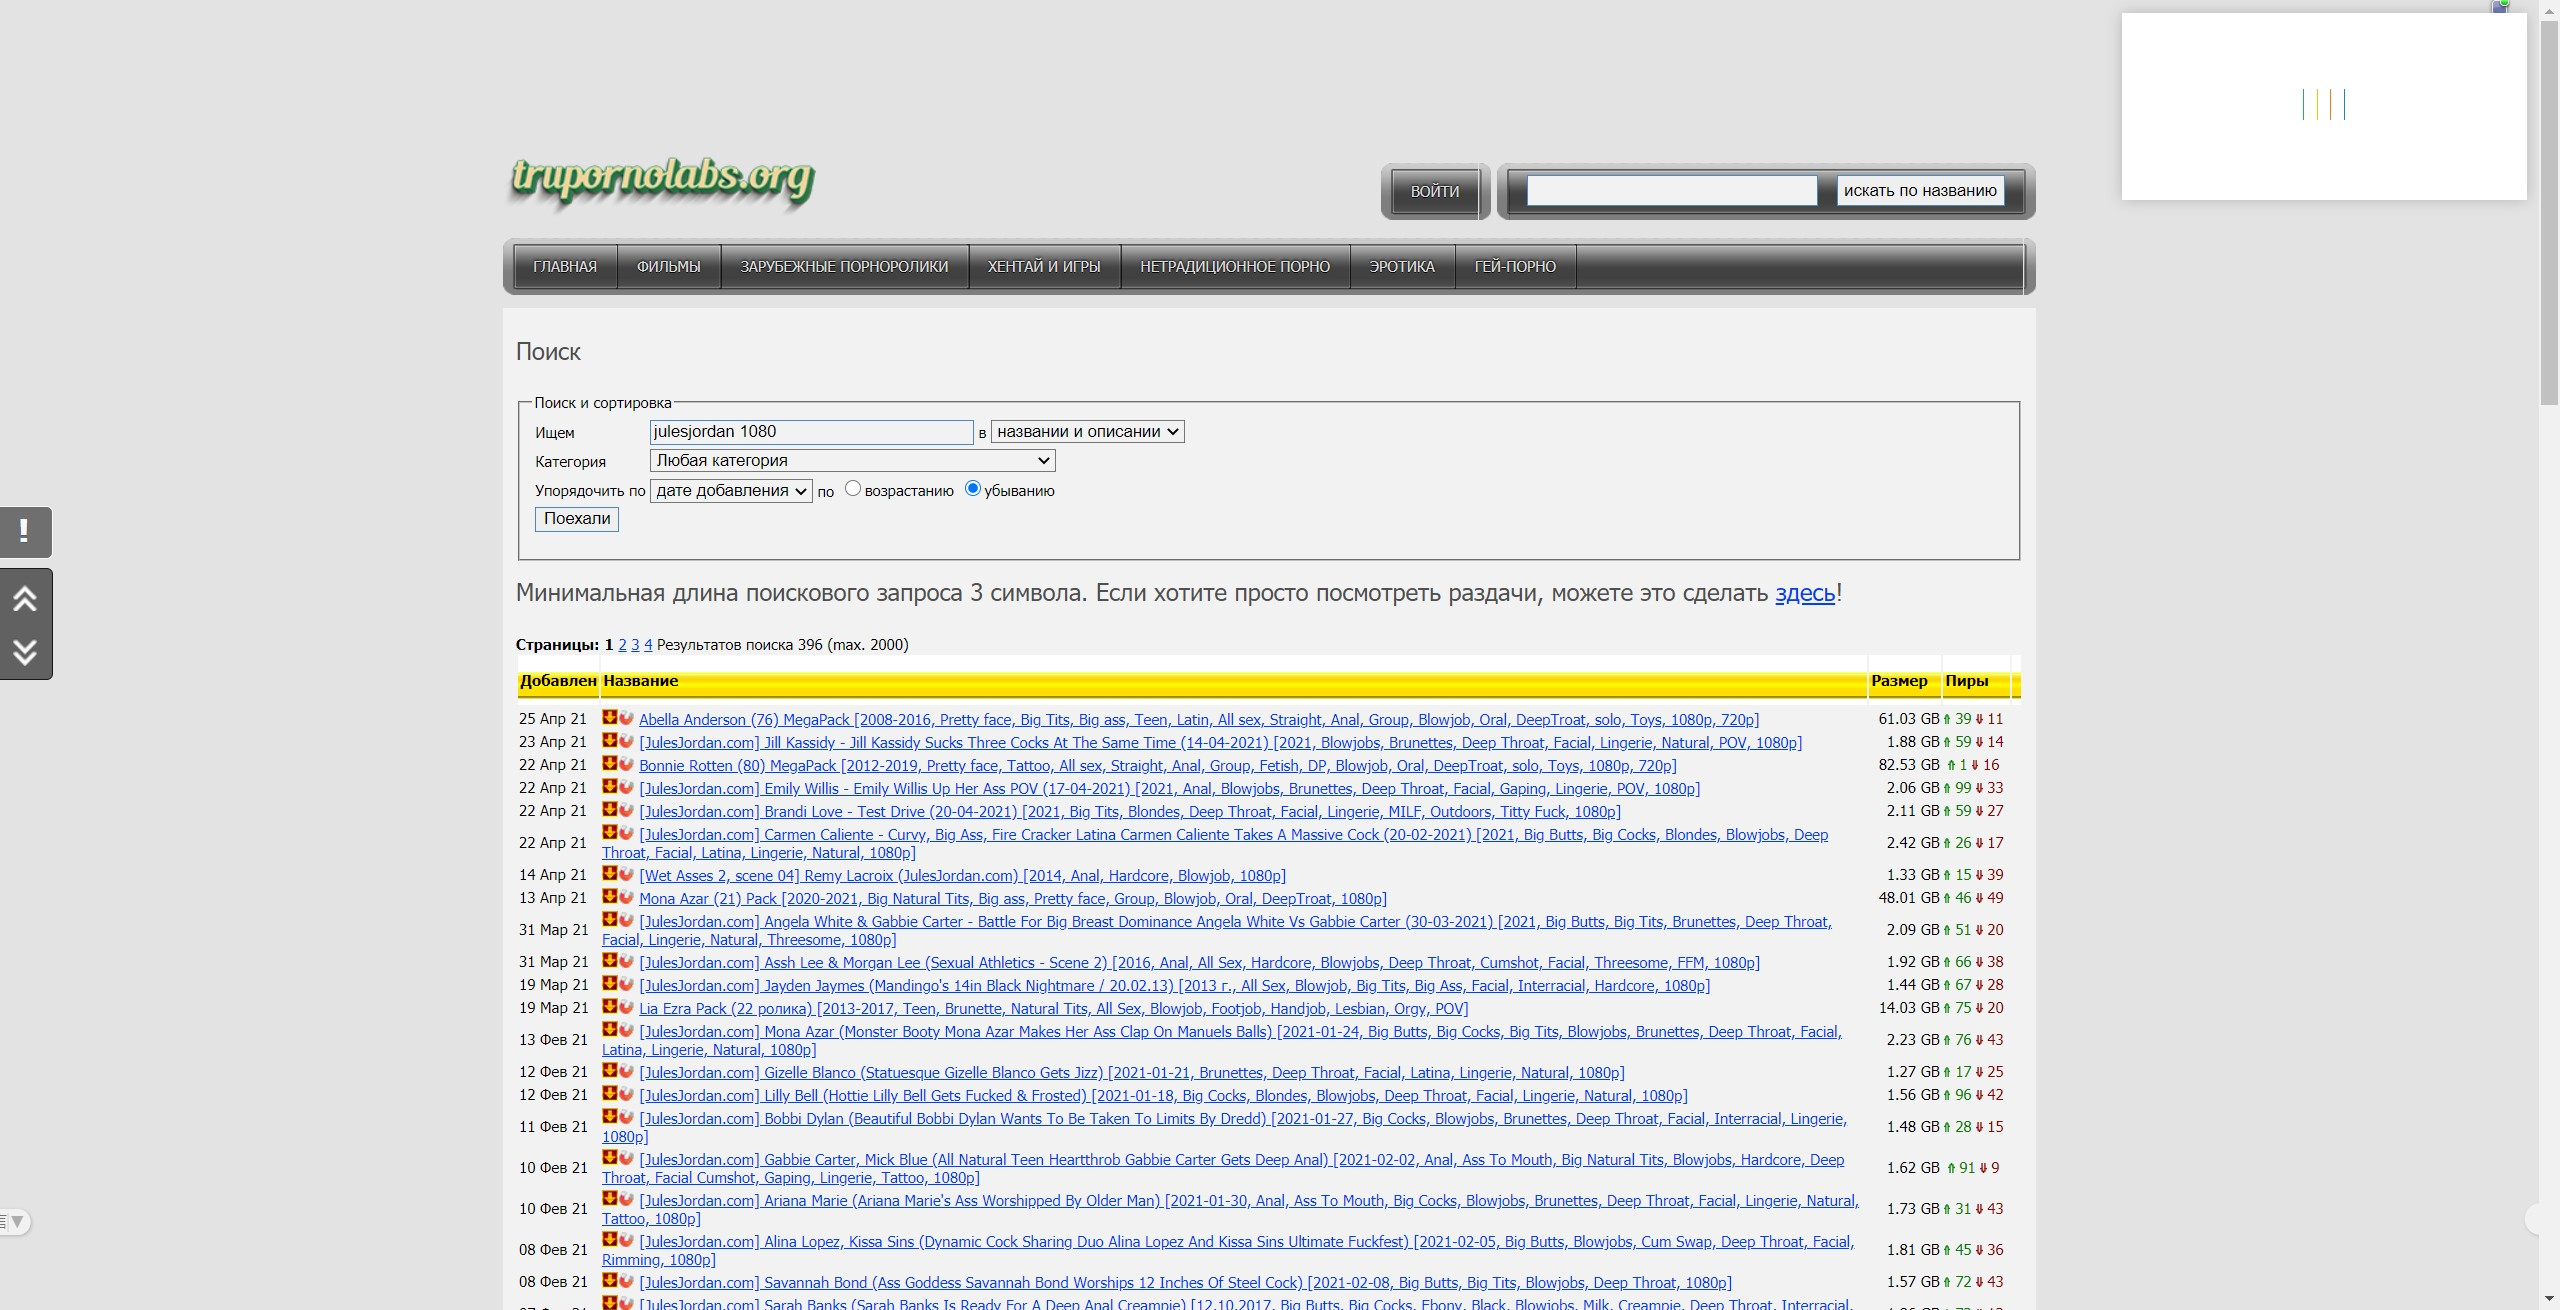 trupornolabs.org
ВОЙТИ
искать по названию
ГЛАВНАЯ ФИЛЬМЫ ЗАРУБЕЖНЫЕ ПОРНОРОЛИКИ ХЕНТАЙ И ИГРЫ НЕТРАДИЦИОННОЕ ПОРНО ЭРОТИКА ГЕЙ-ПОРНО
Поиск
Поиск и сортировка
Ищем julesjordan 1080 в названии и описании
Категория Любая категория
Упорядочить по дате добавления по возрастанию убыванию
Поехали
!
Минимальная длина поискового запроса 3 символа. Если хотите просто посмотреть раздачи, можете это сделать здесь!
Страницы: 1 2 3 4 Результатов поиска 396 (max. 2000)
Добавлен Название Размер Пиры
25 Апр 21 Abella Anderson (76) MegaPack [2008-2016, Pretty face, Big Tits, Big ass, Teen, Latin, All sex, Straight, Anal, Group, Blowjob, Oral, DeepTroat, solo, Toys, 1080p, 720p] 61.03 GB 39 11
23 Апр 21 [JulesJordan.com] Jill Kassidy - Jill Kassidy Sucks Three Cocks At The Same Time (14-04-2021) [2021, Blowjobs, Brunettes, Deep Throat, Facial, Lingerie, Natural, POV, 1080p] 1.88 GB 59 14
22 Апр 21 Bonnie Rotten (80) MegaPack [2012-2019, Pretty face, Tattoo, All sex, Straight, Anal, Group, Fetish, DP, Blowjob, Oral, DeepTroat, solo, Toys, 1080p, 720p] 82.53 GB 1 16
22 Апр 21 [JulesJordan.com] Emily Willis - Emily Willis Up Her Ass POV (17-04-2021) [2021, Anal, Blowjobs, Brunettes, Deep Throat, Facial, Gaping, Lingerie, POV, 1080p] 2.06 GB 99 33
22 Апр 21 [JulesJordan.com] Brandi Love - Test Drive (20-04-2021) [2021, Big Tits, Blondes, Deep Throat, Facial, Lingerie, MILF, Outdoors, Titty Fuck, 1080p] 2.11 GB 59 27
22 Апр 21 [JulesJordan.com] Carmen Caliente - Curvy, Big Ass, Fire Cracker Latina Carmen Caliente Takes A Massive Cock (20-02-2021) [2021, Big Butts, Big Cocks, Blondes, Blowjobs, Deep
Throat, Facial, Latina, Lingerie, Natural, 1080p] 2.42 GB 26 17
14 Апр 21 [Wet Asses 2, scene 04] Remy Lacroix (JulesJordan.com) [2014, Anal, Hardcore, Blowjob, 1080p] 1.33 GB 15 39
13 Апр 21 Mona Azar (21) Pack [2020-2021, Big Natural Tits, Big ass, Pretty face, Group, Blowjob, Oral, DeepTroat, 1080p] 48.01 GB 46 49
31 Мар 21 [JulesJordan.com] Angela White & Gabbie Carter - Battle For Big Breast Dominance Angela White Vs Gabbie Carter (30-03-2021) [2021, Big Butts, Big Tits, Brunettes, Deep Throat,
Facial, Lingerie, Natural, Threesome, 1080p] 2.09 GB 51 20
31 Мар 21 [JulesJordan.com] Assh Lee & Morgan Lee (Sexual Athletics - Scene 2) [2016, Anal, All Sex, Hardcore, Blowjobs, Deep Throat, Cumshot, Facial, Threesome, FFM, 1080p] 1.92 GB 66 38
19 Мар 21 [JulesJordan.com] Jayden Jaymes (Mandingo's 14in Black Nightmare / 20.02.13) [2013 г., All Sex, Blowjob, Big Tits, Big Ass, Facial, Interracial, Hardcore, 1080p] 1.44 GB 67 28
19 Мар 21 Lia Ezra Pack (22 ролика) [2013-2017, Teen, Brunette, Natural Tits, All Sex, Blowjob, Footjob, Handjob, Lesbian, Orgy, POV] 14.03 GB 75 20
13 Фев 21 [JulesJordan.com] Mona Azar (Monster Booty Mona Azar Makes Her Ass Clap On Manuels Balls) [2021-01-24, Big Butts, Big Cocks, Big Tits, Blowjobs, Brunettes, Deep Throat, Facial,
Latina, Lingerie, Natural, 1080p] 2.23 GB 76 43
12 Фев 21 [JulesJordan.com] Gizelle Blanco (Statuesque Gizelle Blanco Gets Jizz) [2021-01-21, Brunettes, Deep Throat, Facial, Latina, Lingerie, Natural, 1080p] 1.27 GB 17 25
12 Фев 21 [JulesJordan.com] Lilly Bell (Hottie Lilly Bell Gets Fucked & Frosted) [2021-01-18, Big Cocks, Blondes, Blowjobs, Deep Throat, Facial, Lingerie, Natural, 1080p] 1.56 GB 96 42
11 Фев 21 [JulesJordan.com] Bobbi Dylan (Beautiful Bobbi Dylan Wants To Be Taken To Limits By Dredd) [2021-01-27, Big Cocks, Blowjobs, Brunettes, Deep Throat, Facial, Interracial, Lingerie,
1080p] 1.48 GB 28 15
10 Фев 21 [JulesJordan.com] Gabbie Carter, Mick Blue (All Natural Teen Heartthrob Gabbie Carter Gets Deep Anal) [2021-02-02, Anal, Ass To Mouth, Big Natural Tits, Blowjobs, Hardcore, Deep
Throat, Facial Cumshot, Gaping, Lingerie, Tattoo, 1080p] 1.62 GB 91 9
10 Фев 21 [JulesJordan.com] Ariana Marie (Ariana Marie's Ass Worshipped By Older Man) [2021-01-30, Anal, Ass To Mouth, Big Cocks, Blowjobs, Brunettes, Deep Throat, Facial, Lingerie, Natural,
Tattoo, 1080p] 1.73 GB 31 43
08 Фев 21 [JulesJordan.com] Alina Lopez, Kissa Sins (Dynamic Cock Sharing Duo Alina Lopez And Kissa Sins Ultimate Fuckfest) [2021-02-05, Big Butts, Blowjobs, Cum Swap, Deep Throat, Facial,
Rimming, 1080p] 1.81 GB 45 36
08 Фев 21 [JulesJordan.com] Savannah Bond (Ass Goddess Savannah Bond Worships 12 Inches Of Steel Cock) [2021-02-08, Big Butts, Big Tits, Blowjobs, Deep Throat, 1080p] 1.57 GB 72 43
[JulesJordan.com] Sarah Banks (Sarah Banks Is Ready For A Deep Anal Creampie) [12.10.2017, Big Butts, Big Cocks, Ebony, Black, Blowjobs, Milk, Creampie, Deep Throat, Interracial,